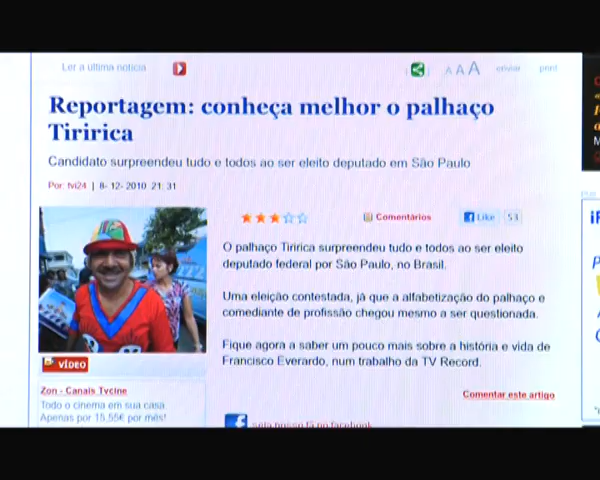 Ler a última notícia
A A A enviar print
Reportagem: conheça melhor o palhaço
Tiririca
Candidato surpreendeu tudo e todos ao ser eleito deputado em São Paulo
Por: tvi24 | 8- 12- 2010 21: 31
Comentários
Like 53
O palhaço Tiririca surpreendeu tudo e todos ao ser eleito
deputado federal por São Paulo, no Brasil.
Uma eleição contestada, já que a alfabetização do palhaço e
comediante de profissão chegou mesmo a ser questionada.
Fique agora a saber um pouco mais sobre a história e vida de
Francisco Everardo, num trabalho da TV Record.
VÍDEO
Comentar este artigo
Zon - Canais Tvcine
Todo o cinema em sua casa
Apenas por 15,55€ por mês!
seja nosso fã no facebook